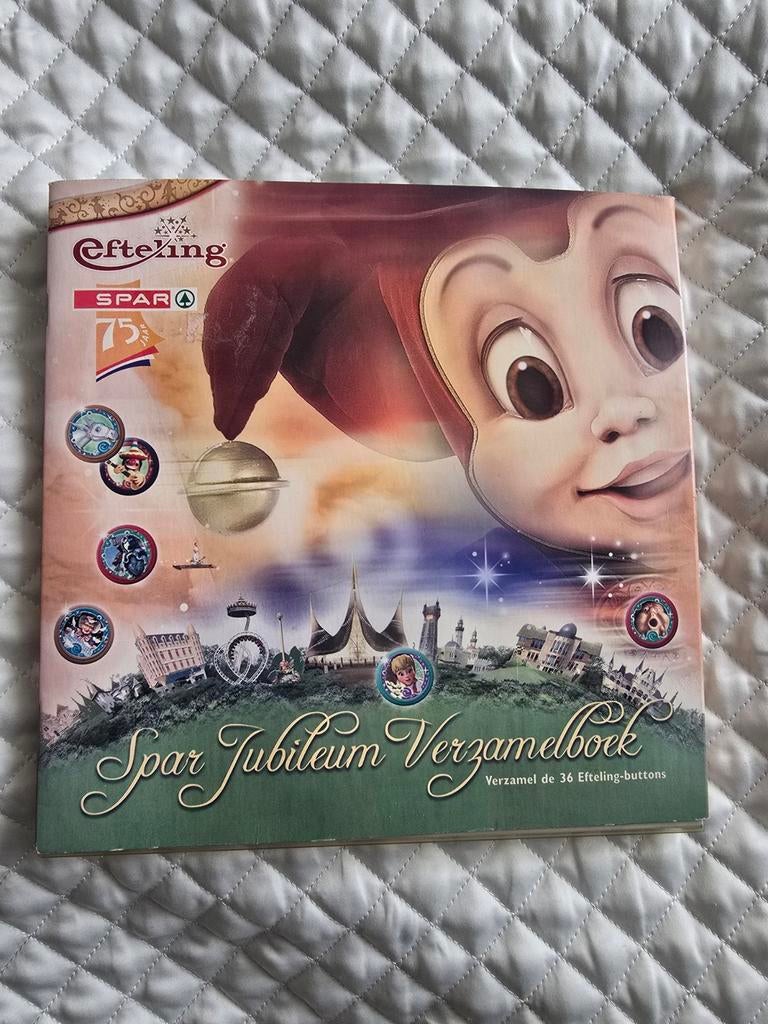 efteling®
SPAR
75
JAAR
Spar Jubileum Verzamelboek
Verzamel de 36 Efteling-buttons